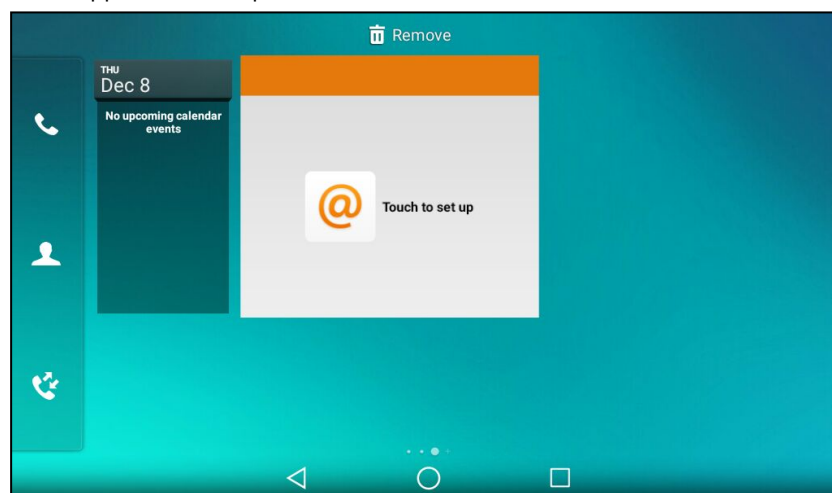 Remove
THU
Dec 8
No upcoming calendar
events
@
Touch to set up